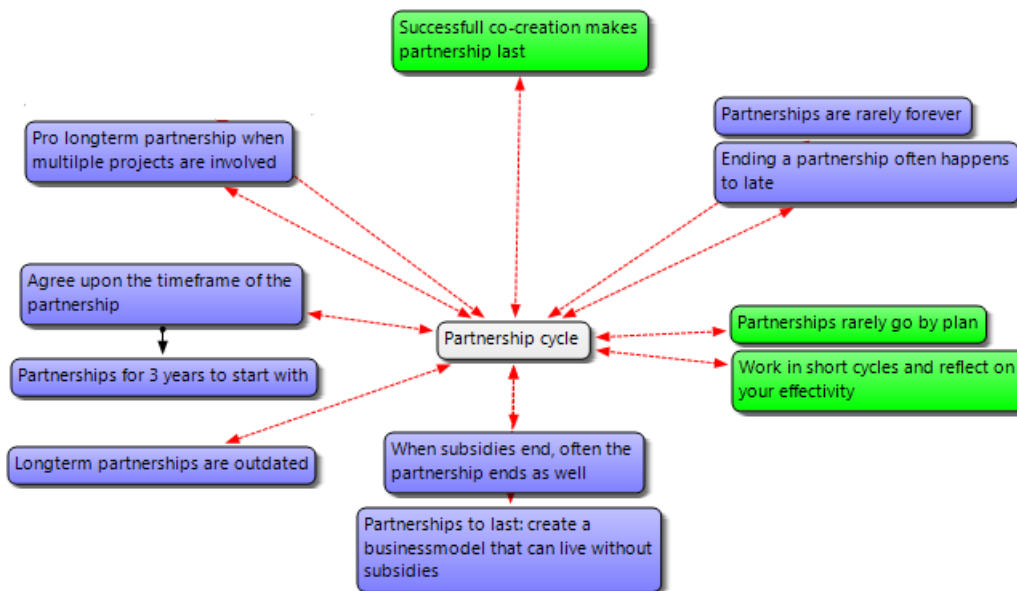 Successfull co-creation makes
partnership last
Pro longterm partnership when
multilple projects are involved
Partnerships are rarely forever
Ending a partnership often happens
to late
Agree upon the timeframe of the
partnership
Partnership cycle
Partnerships rarely go by plan
Partnerships for 3 years to start with
Work in short cycles and reflect on
your effectivity
Longterm partnerships are outdated
When subsidies end, often the
partnership ends as well
Partnerships to last: create a
businessmodel that can live without
subsidies